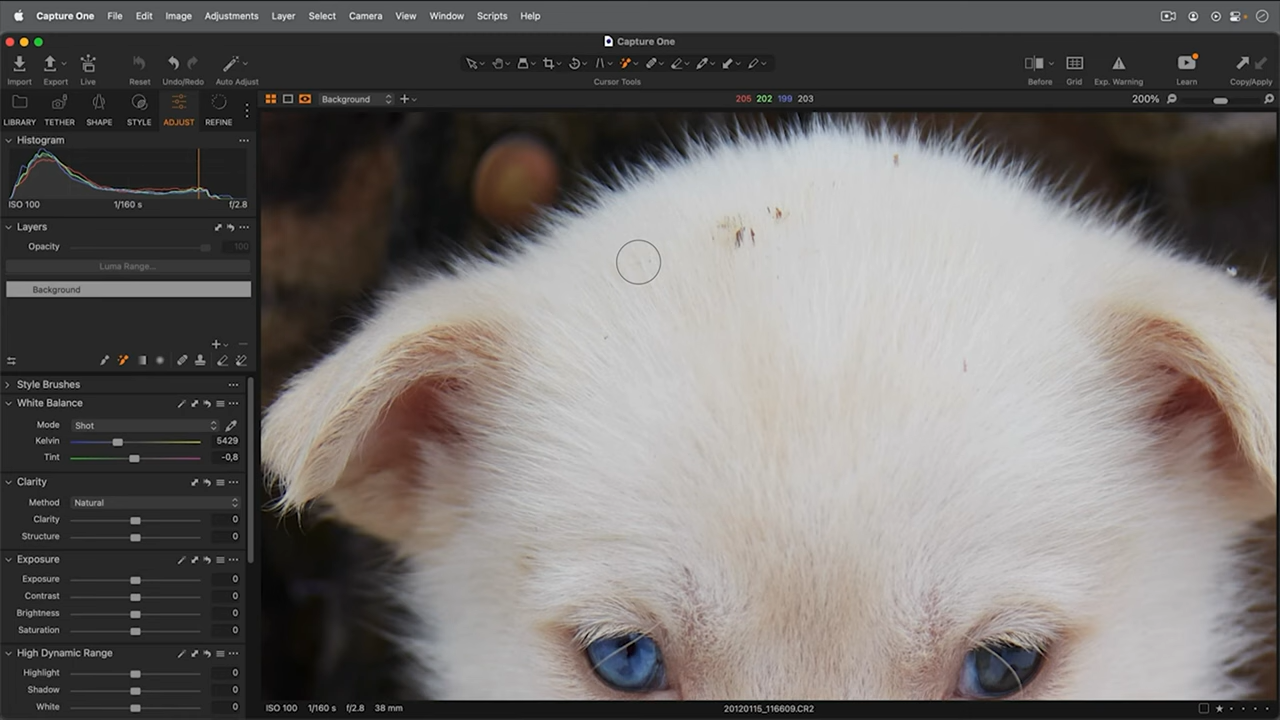 Capture One File Edit Image Adjustments Layer Select Camera View Window Scripts Help
Capture One
Import Export Live Reset Undo/Redo Auto Adjust Cursor Tools Before Grid Exp. Warning Learn Copy/Apply
LIBRARY TETHER SHAPE STYLE ADJUST REFINE
Background
205 202 199 203
200%
Histogram
ISO 100 1/160 s f/2.8
Layers
Opacity 100
Luma Range...
Background
Style Brushes
White Balance
Mode Shot
Kelvin 5429
Tint -0,8
Clarity
Method Natural
Clarity 0
Structure 0
Exposure
Exposure 0
Contrast 0
Brightness 0
Saturation 0
High Dynamic Range
Highlight 0
Shadow 0
White 0
ISO 100 1/160 s f/2.8 38 mm 20120115_116609.CR2